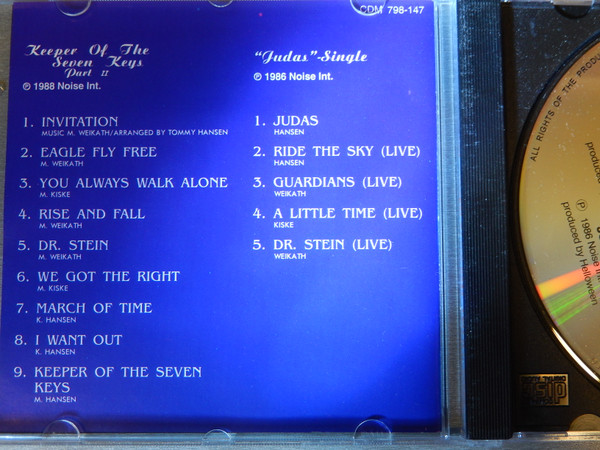 CDM 798-147
Keeper Of The
Seven Keys
Part II
℗ 1988 Noise Int.
1. INVITATION
MUSIC M. WEIKATH/ARRANGED BY TOMMY HANSEN
2. EAGLE FLY FREE
M. WEIKATH
3. YOU ALWAYS WALK ALONE
M. KISKE
4. RISE AND FALL
M. WEIKATH
5. DR. STEIN
M. WEIKATH
6. WE GOT THE RIGHT
M. KISKE
7. MARCH OF TIME
K. HANSEN
8. I WANT OUT
K. HANSEN
9. KEEPER OF THE SEVEN
KEYS
M. HANSEN
"Judas"-Single
℗ 1986 Noise Int.
1. JUDAS
HANSEN
2. RIDE THE SKY (LIVE)
HANSEN
3. GUARDIANS (LIVE)
WEIKATH
4. A LITTLE TIME (LIVE)
KISKE
5. DR. STEIN (LIVE)
WEIKATH
ALL RIGHTS OF THE PRODU
produced
℗ 1986 Noise In
produced by Helloween